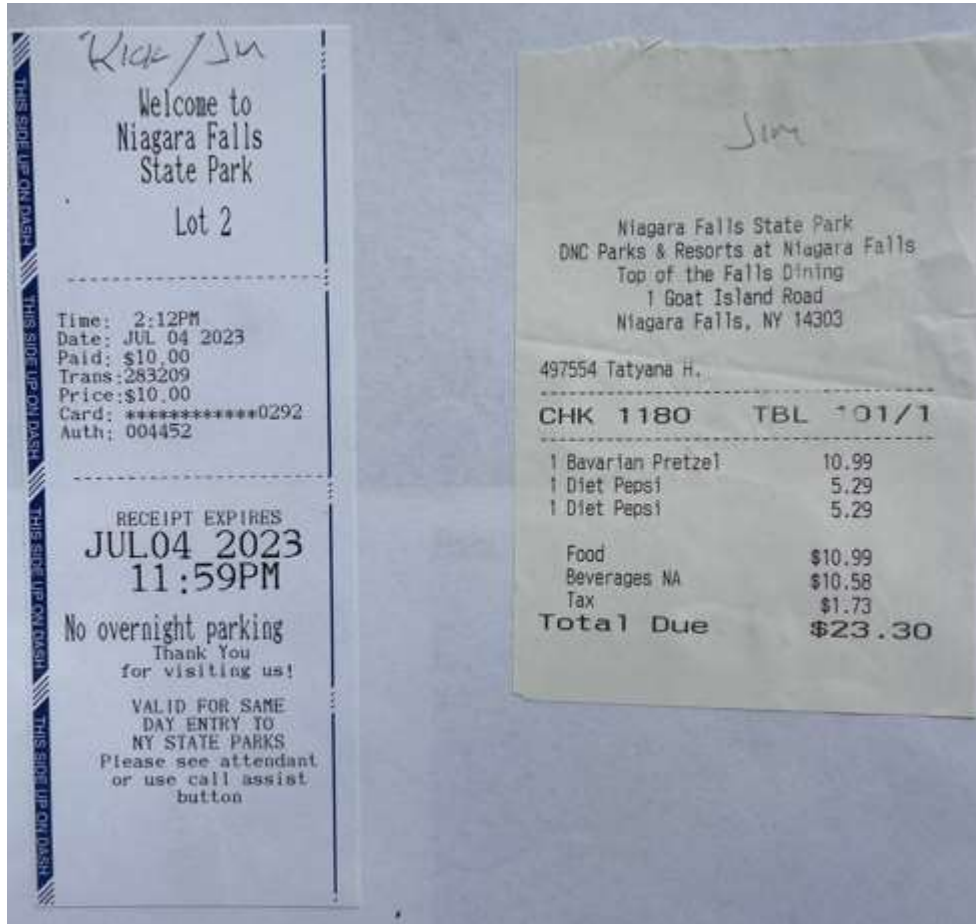 Welcome to
Niagara Falls
State Park
Lot 2
Time: 2:12PM
Date: JUL 04 2023
Paid: $10.00
Trans:283209
Price:$10.00
Card: ************0292
Auth: 004452
RECEIPT EXPIRES
JUL04 2023
11:59PM
No overnight parking
Thank You
for visiting us!
VALID FOR SAME
DAY ENTRY TO
NY STATE PARKS
Please see attendant
or use call assist
button
THIS SIDE UP ON DASH
THIS SIDE UP ON DASH
THIS SIDE UP ON DASH
THIS SIDE UP ON DASH
Jim
Niagara Falls State Park
DNC Parks & Resorts at Niagara Falls
Top of the Falls Dining
1 Goat Island Road
Niagara Falls, NY 14303
497554 Tatyana H.
CHK 1180 TBL 101/1
1 Bavarian Pretzel 10.99
1 Diet Pepsi 5.29
1 Diet Pepsi 5.29
Food $10.99
Beverages NA $10.58
Tax $1.73
Total Due $23.30